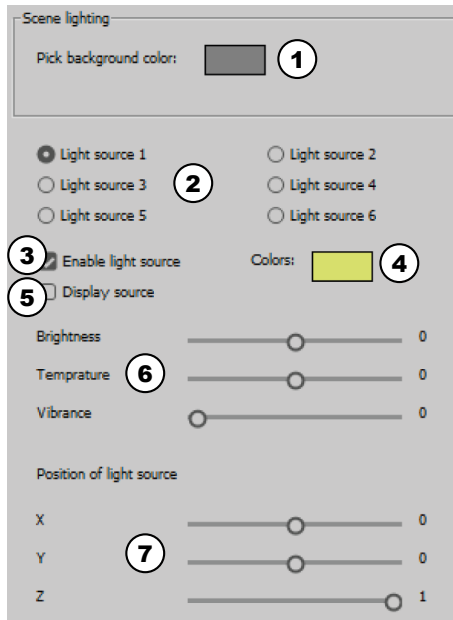 Scene lighting
Pick background color: 1
Light source 1 Light source 2
Light source 3 2 Light source 4
Light source 5 Light source 6
3 Enable light source Colors: 4
5 Display source
Brightness 0
Temprature 6 0
Vibrance 0
Position of light source
X 0
Y 7 0
Z 1